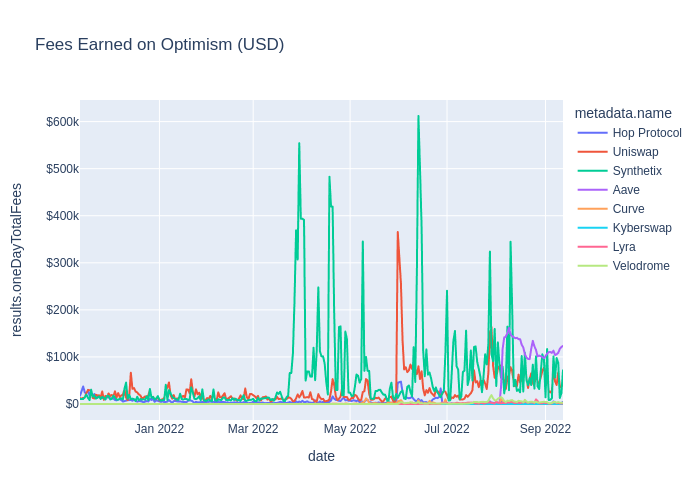 Fees Earned on Optimism (USD)
metadata.name
Hop Protocol
Uniswap
Synthetix
Aave
Curve
Kyberswap
Lyra
Velodrome
results.oneDayTotalFees
$600k
$500k
$400k
$300k
$200k
$100k
$0
Jan 2022
Mar 2022
May 2022
Jul 2022
Sep 2022
date